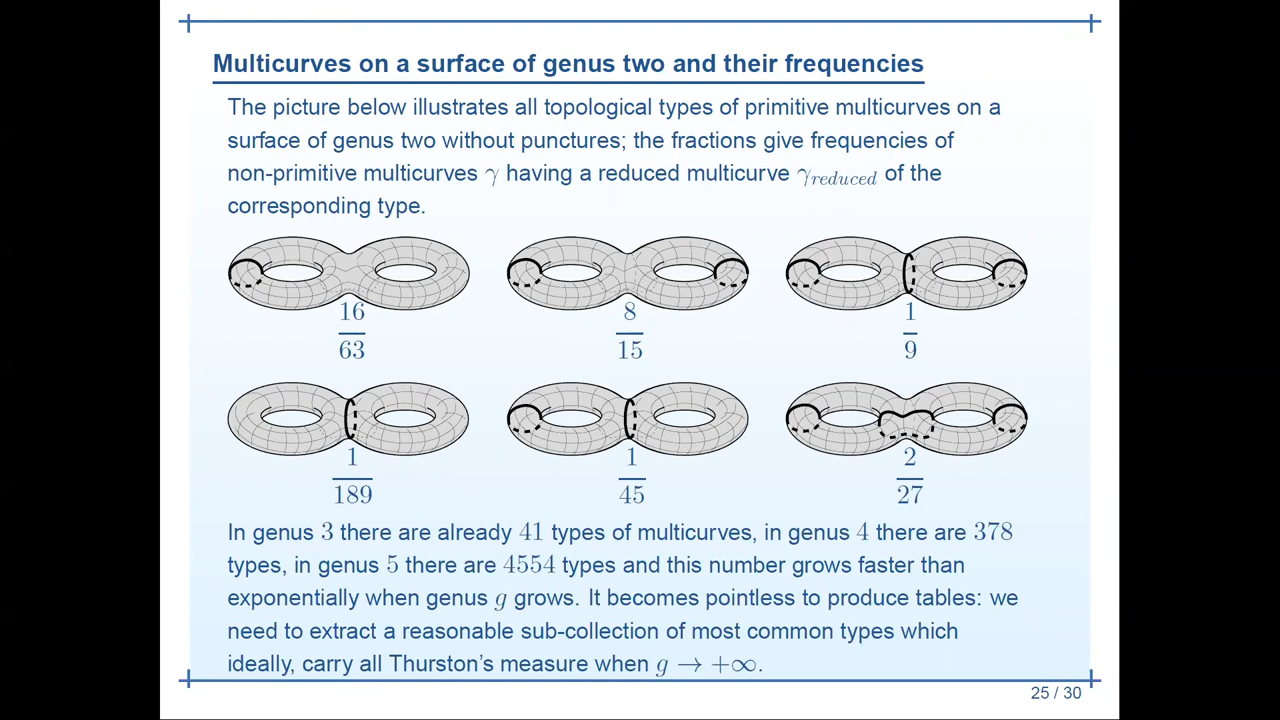 Multicurves on a surface of genus two and their frequencies
The picture below illustrates all topological types of primitive multicurves on a
surface of genus two without punctures; the fractions give frequencies of
non-primitive multicurves γ having a reduced multicurve γreduced of the
corresponding type.
16/63 8/15 1/9
1/189 1/45 2/27
In genus 3 there are already 41 types of multicurves, in genus 4 there are 378
types, in genus 5 there are 4554 types and this number grows faster than
exponentially when genus g grows. It becomes pointless to produce tables: we
need to extract a reasonable sub-collection of most common types which
ideally, carry all Thurston's measure when g → +∞.
25 / 30